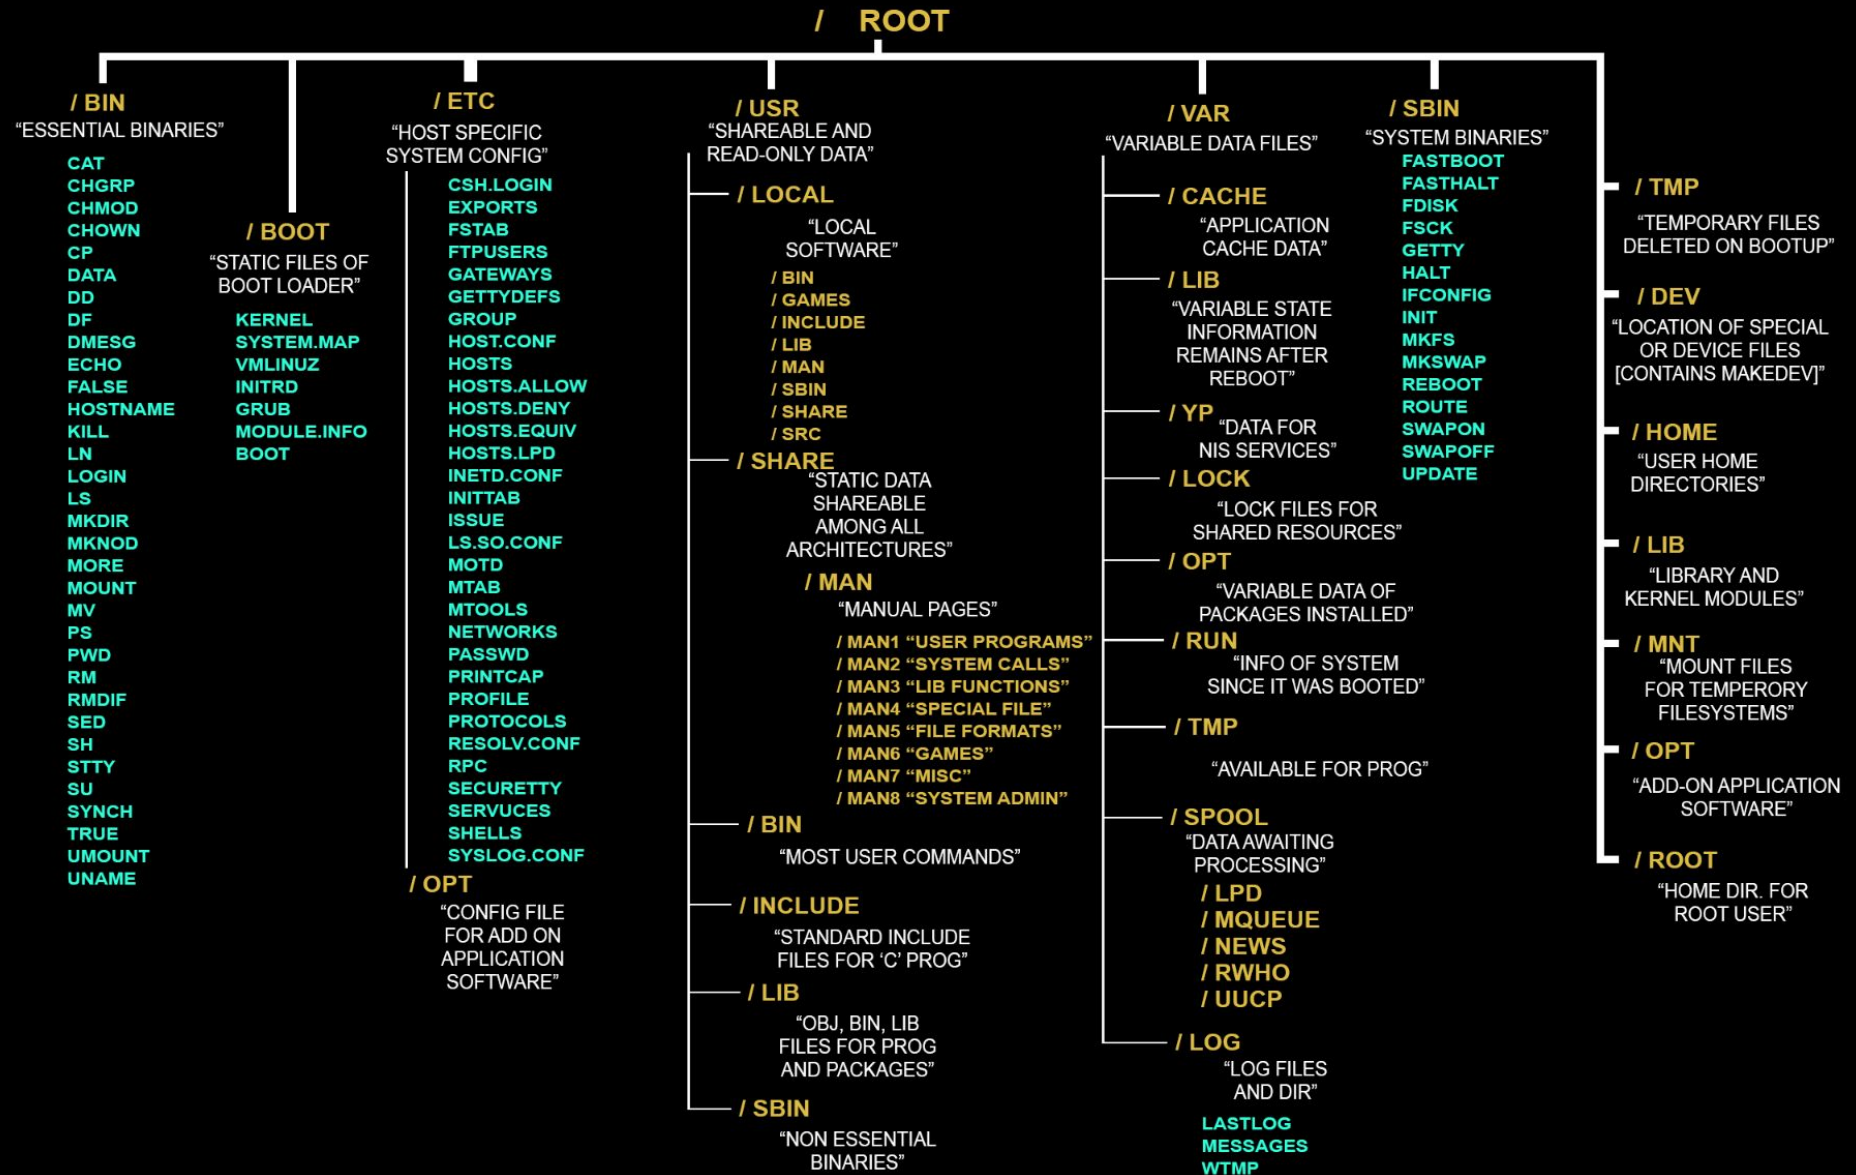 / ROOT
/ BIN
“ESSENTIAL BINARIES”
CAT
CHGRP
CHMOD
CHOWN
CP
DATA
DD
DF
DMESG
ECHO
FALSE
HOSTNAME
KILL
LN
LOGIN
LS
MKDIR
MKNOD
MORE
MOUNT
MV
PS
PWD
RM
RMDIF
SED
SH
STTY
SU
SYNCH
TRUE
UMOUNT
UNAME
/ BOOT
“STATIC FILES OF
BOOT LOADER”
KERNEL
SYSTEM.MAP
VMLINUZ
INITRD
GRUB
MODULE.INFO
BOOT
/ ETC
“HOST SPECIFIC
SYSTEM CONFIG”
CSH.LOGIN
EXPORTS
FSTAB
FTPUSERS
GATEWAYS
GETTYDEFS
GROUP
HOST.CONF
HOSTS
HOSTS.ALLOW
HOSTS.DENY
HOSTS.EQUIV
HOSTS.LPD
INETD.CONF
INITTAB
ISSUE
LS.SO.CONF
MOTD
MTAB
MTOOLS
NETWORKS
PASSWD
PRINTCAP
PROFILE
PROTOCOLS
RESOLV.CONF
RPC
SECURETTY
SERVUCES
SHELLS
SYSLOG.CONF
/ OPT
“CONFIG FILE
FOR ADD ON
APPLICATION
SOFTWARE”
/ USR
“SHAREABLE AND
READ-ONLY DATA”
/ LOCAL
“LOCAL
SOFTWARE”
/ BIN
/ GAMES
/ INCLUDE
/ LIB
/ MAN
/ SBIN
/ SHARE
/ SRC
/ SHARE
“STATIC DATA
SHAREABLE
AMONG ALL
ARCHITECTURES”
/ MAN
“MANUAL PAGES”
/ MAN1 “USER PROGRAMS”
/ MAN2 “SYSTEM CALLS”
/ MAN3 “LIB FUNCTIONS”
/ MAN4 “SPECIAL FILE”
/ MAN5 “FILE FORMATS”
/ MAN6 “GAMES”
/ MAN7 “MISC”
/ MAN8 “SYSTEM ADMIN”
/ BIN
“MOST USER COMMANDS”
/ INCLUDE
“STANDARD INCLUDE
FILES FOR ‘C’ PROG”
/ LIB
“OBJ, BIN, LIB
FILES FOR PROG
AND PACKAGES”
/ SBIN
“NON ESSENTIAL
BINARIES”
/ VAR
“VARIABLE DATA FILES”
/ CACHE
“APPLICATION
CACHE DATA”
/ LIB
“VARIABLE STATE
INFORMATION
REMAINS AFTER
REBOOT”
/ YP
“DATA FOR
NIS SERVICES”
/ LOCK
“LOCK FILES FOR
SHARED RESOURCES”
/ OPT
“VARIABLE DATA OF
PACKAGES INSTALLED”
/ RUN
“INFO OF SYSTEM
SINCE IT WAS BOOTED”
/ TMP
“AVAILABLE FOR PROG”
/ SPOOL
“DATA AWAITING
PROCESSING”
/ LPD
/ MQUEUE
/ NEWS
/ RWHO
/ UUCP
/ LOG
“LOG FILES
AND DIR”
LASTLOG
MESSAGES
WTMP
/ SBIN
“SYSTEM BINARIES”
FASTBOOT
FASTHALT
FDISK
FSCK
GETTY
HALT
IFCONFIG
INIT
MKFS
MKSWAP
REBOOT
ROUTE
SWAPON
SWAPOFF
UPDATE
/ TMP
“TEMPORARY FILES
DELETED ON BOOTUP”
/ DEV
“LOCATION OF SPECIAL
OR DEVICE FILES
[CONTAINS MAKEDEV]”
/ HOME
“USER HOME
DIRECTORIES”
/ LIB
“LIBRARY AND
KERNEL MODULES”
/ MNT
“MOUNT FILES
FOR TEMPERORY
FILESYSTEMS”
/ OPT
“ADD-ON APPLICATION
SOFTWARE”
/ ROOT
“HOME DIR. FOR
ROOT USER”